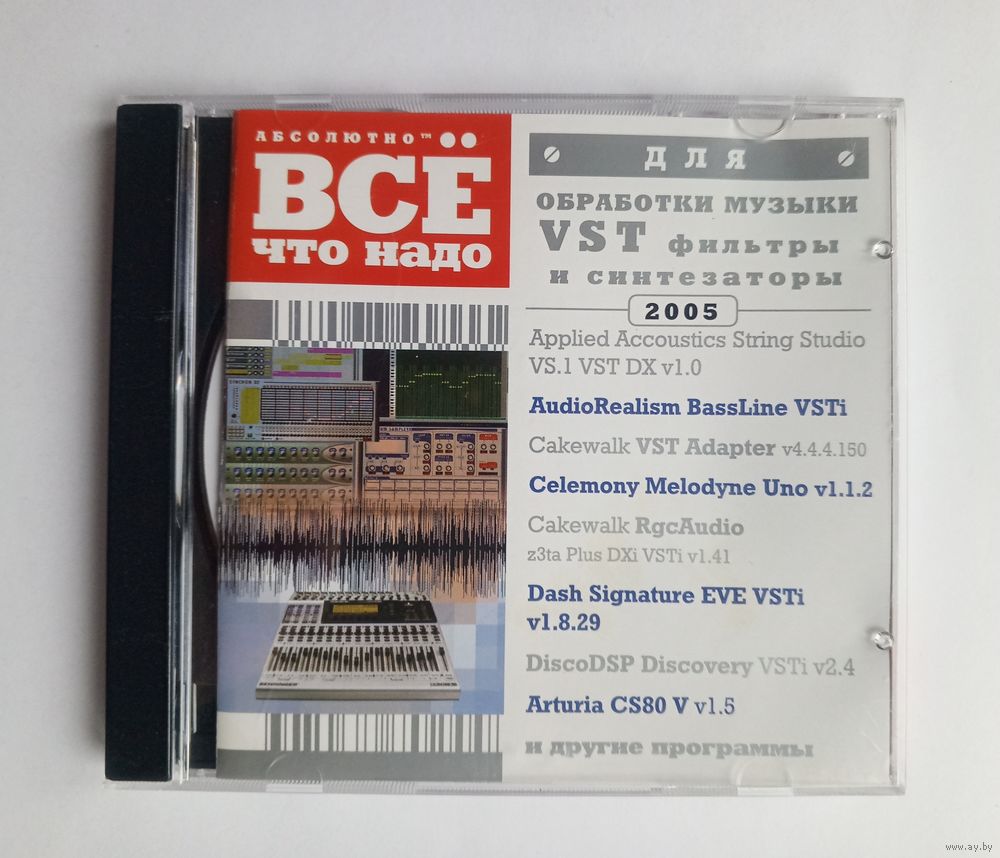 АБСОЛЮТНО™
ВСЁ
ЧТО НАДО
ДЛЯ
ОБРАБОТКИ МУЗЫКИ
VST фильтры
и синтезаторы
2005
Applied Accoustics String Studio
VS.1 VST DX v1.0
AudioRealism BassLine VSTi
Cakewalk VST Adapter v4.4.4.150
Celemony Melodyne Uno v1.1.2
Cakewalk RgcAudio
z3ta Plus DXi VSTi v1.41
Dash Signature EVE VSTi
v1.8.29
DiscoDSP Discovery VSTi v2.4
Arturia CS80 V v1.5
и другие программы
www.ay.by